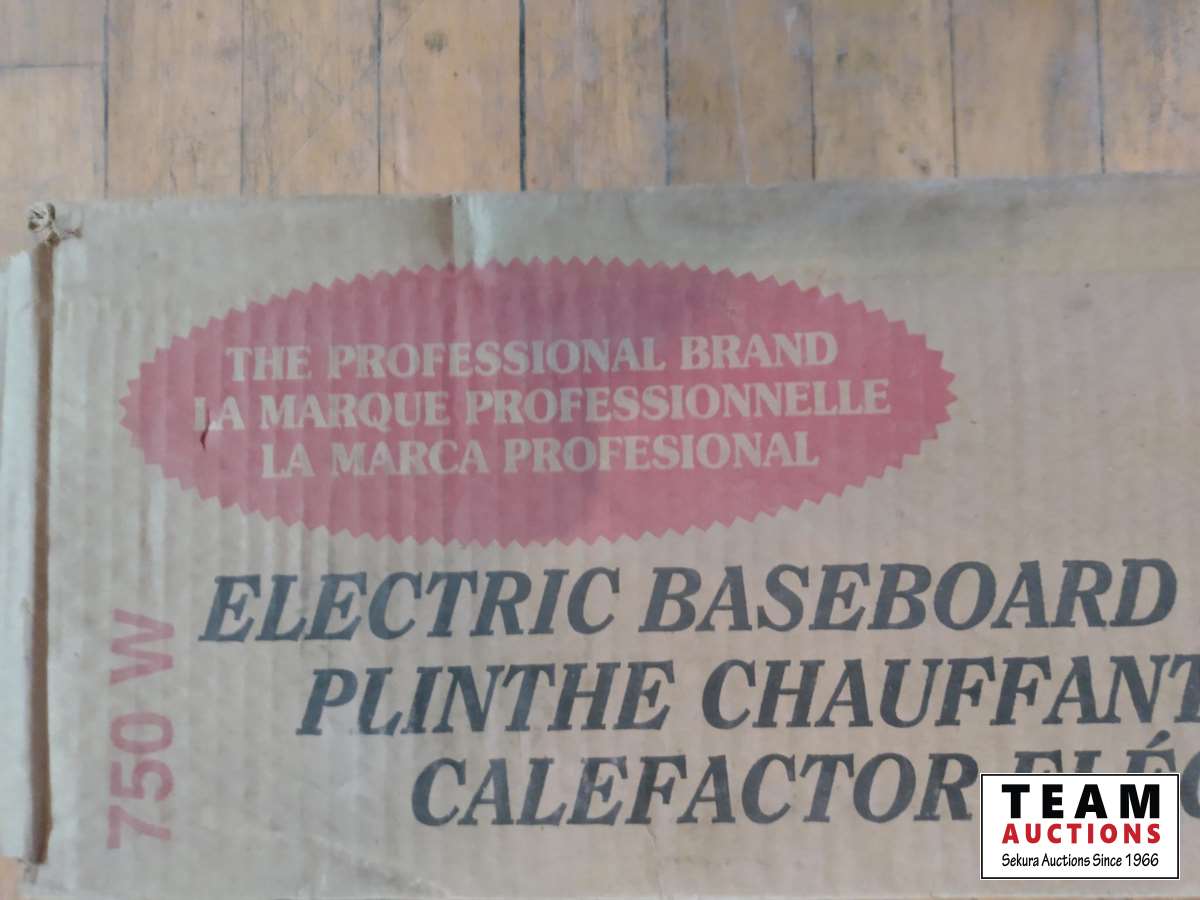 THE PROFESSIONAL BRAND
LA MARQUE PROFESSIONNELLE
LA MARCA PROFESIONAL
ELECTRIC BASEBOARD
PLINTHE CHAUFFANT
CALEFACTOR ELÉC
750 W
TEAM
AUCTIONS
Sekura Auctions Since 1966